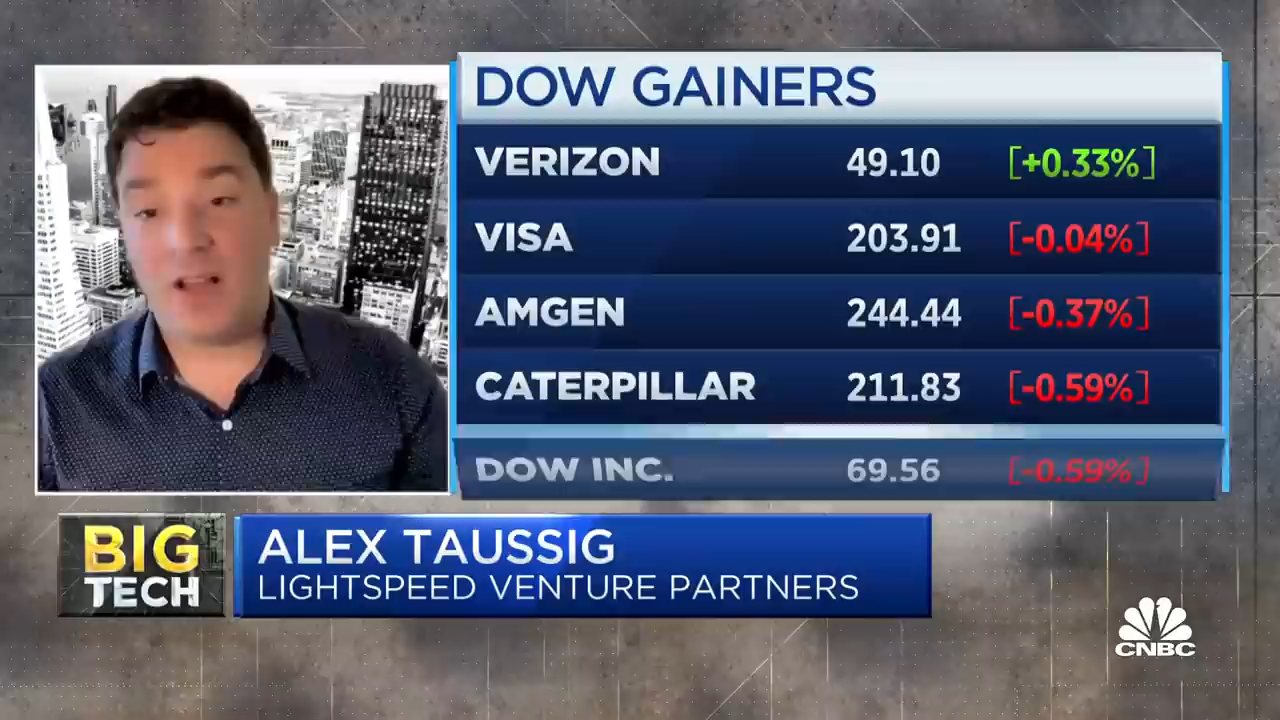 DOW GAINERS
VERIZON 49.10 [+0.33%]
VISA 203.91 [-0.04%]
AMGEN 244.44 [-0.37%]
CATERPILLAR 211.83 [-0.59%]
DOW INC. 69.56 [-0.59%]
BIG
TECH
ALEX TAUSSIG
LIGHTSPEED VENTURE PARTNERS
CNBC